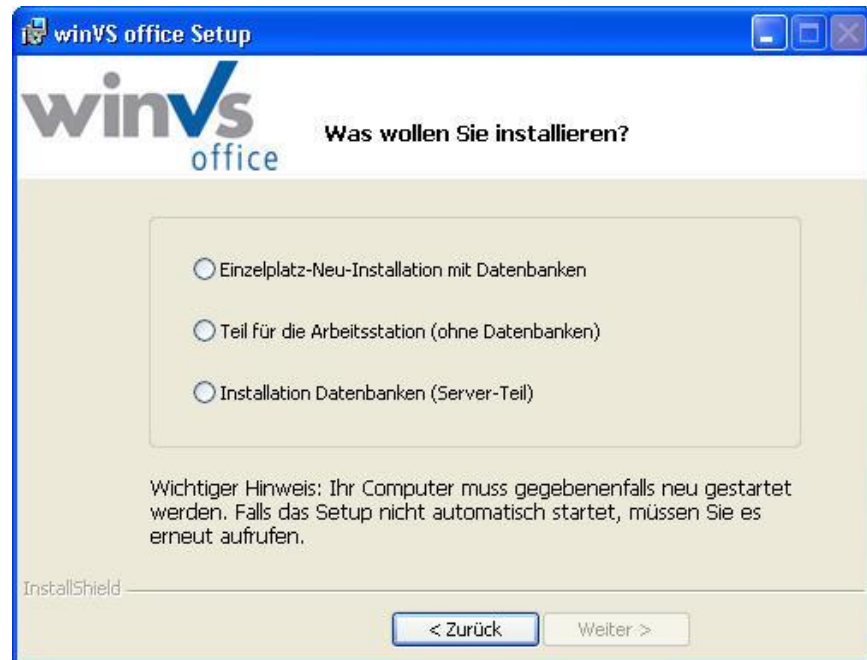 winVS office Setup
winVS
office
Was wollen Sie installieren?
Einzelplatz-Neu-Installation mit Datenbanken
Teil für die Arbeitsstation (ohne Datenbanken)
Installation Datenbanken (Server-Teil)
Wichtiger Hinweis: Ihr Computer muss gegebenenfalls neu gestartet
werden. Falls das Setup nicht automatisch startet, müssen Sie es
erneut aufrufen.
InstallShield
< Zurück
Weiter >